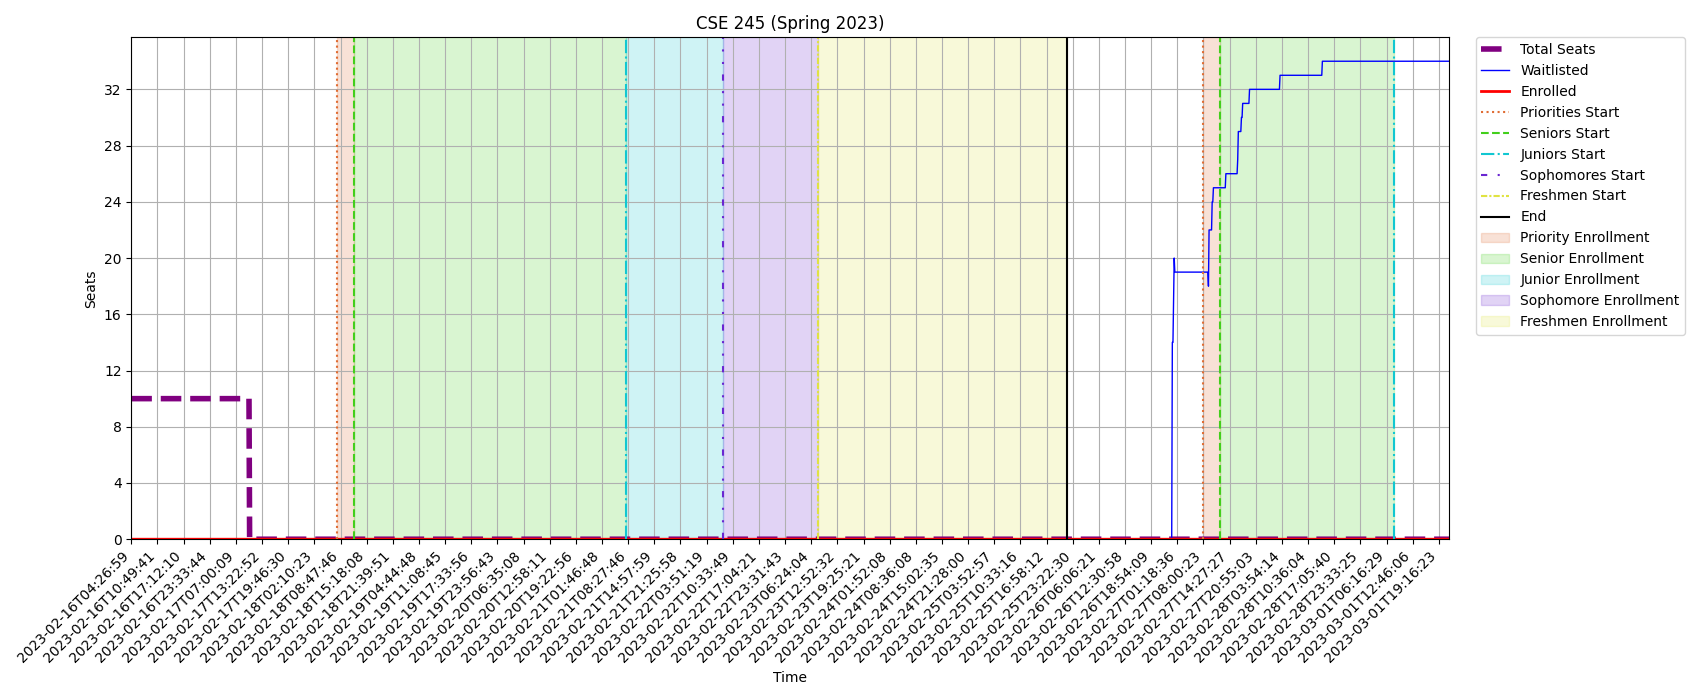 CSE 245 (Spring 2023)
Total Seats
Waitlisted
Enrolled
Priorities Start
Seniors Start
Juniors Start
Sophomores Start
Freshmen Start
End
Priority Enrollment
Senior Enrollment
Junior Enrollment
Sophomore Enrollment
Freshmen Enrollment
Seats
32
28
24
20
16
12
8
4
0
2023-02-16T04:26:59
2023-02-16T10:49:41
2023-02-16T17:12:10
2023-02-16T23:33:44
2023-02-17T07:00:09
2023-02-17T13:22:52
2023-02-17T19:46:30
2023-02-18T02:10:23
2023-02-18T08:47:46
2023-02-18T15:18:08
2023-02-18T21:39:51
2023-02-19T04:44:48
2023-02-19T11:08:45
2023-02-19T17:33:56
2023-02-19T23:56:43
2023-02-20T06:35:08
2023-02-20T12:58:11
2023-02-20T19:22:56
2023-02-21T01:46:48
2023-02-21T08:27:46
2023-02-21T14:57:59
2023-02-21T21:25:58
2023-02-22T03:51:19
2023-02-22T10:33:49
2023-02-22T17:04:21
2023-02-22T23:31:43
2023-02-23T06:24:04
2023-02-23T12:52:32
2023-02-23T19:25:21
2023-02-24T01:52:08
2023-02-24T08:36:08
2023-02-24T15:02:35
2023-02-24T21:28:00
2023-02-25T03:52:57
2023-02-25T10:33:16
2023-02-25T16:58:12
2023-02-25T23:22:30
2023-02-26T06:06:21
2023-02-26T12:30:58
2023-02-26T18:54:09
2023-02-27T01:18:36
2023-02-27T08:00:23
2023-02-27T14:27:27
2023-02-27T20:55:03
2023-02-28T03:54:14
2023-02-28T10:36:04
2023-02-28T17:05:40
2023-02-28T23:33:25
2023-03-01T06:16:29
2023-03-01T12:46:06
2023-03-01T19:16:23
Time